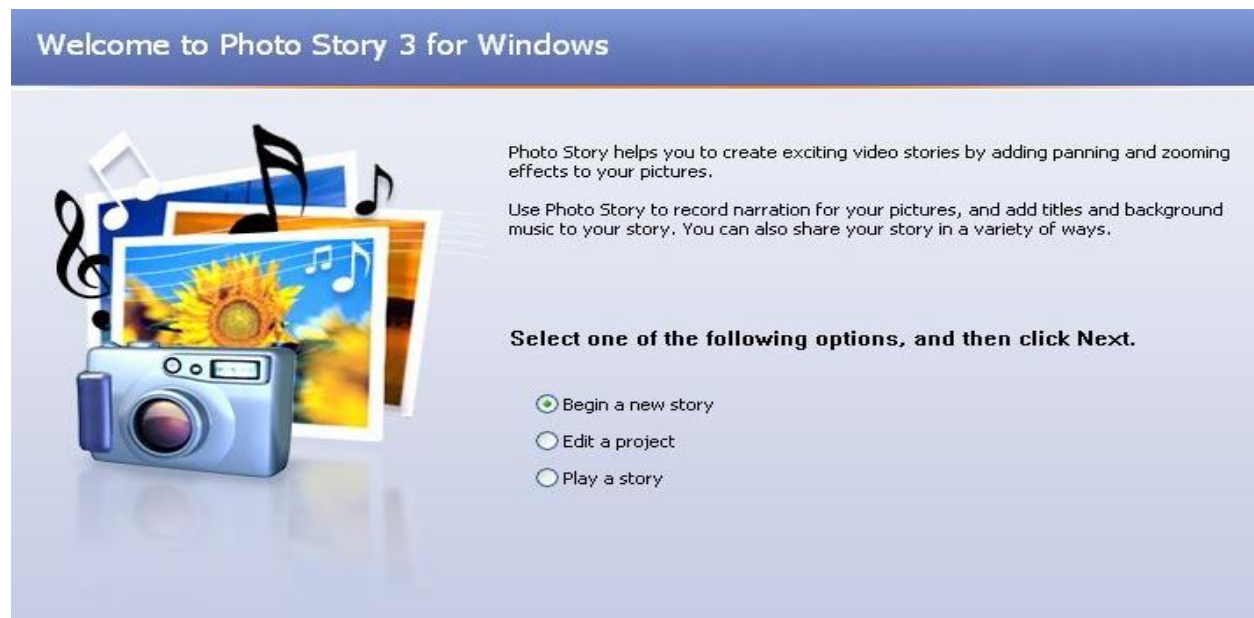 Welcome to Photo Story 3 for Windows
Photo Story helps you to create exciting video stories by adding panning and zooming
effects to your pictures.
Use Photo Story to record narration for your pictures, and add titles and background
music to your story. You can also share your story in a variety of ways.
Select one of the following options, and then click Next.
Begin a new story
Edit a project
Play a story